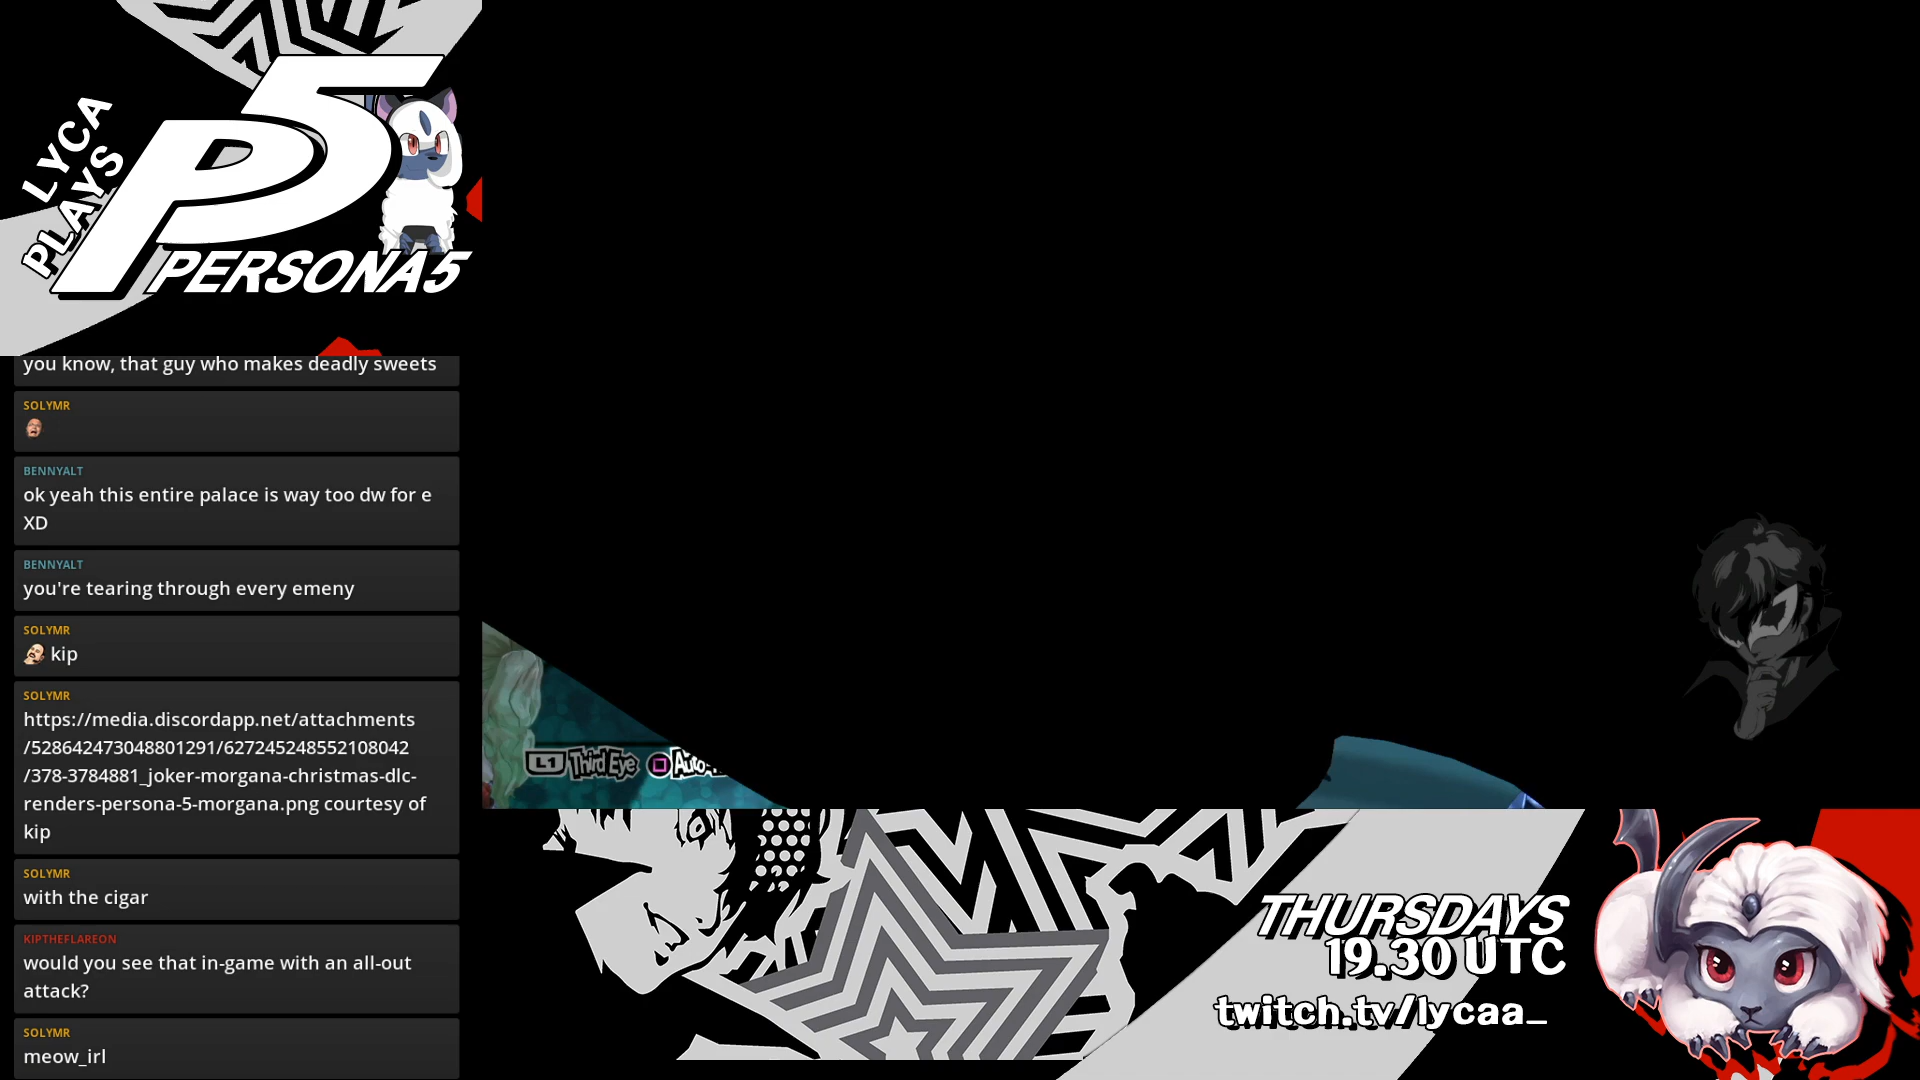 LYCA
PLAYS
P5
PERSONA5
you know, that guy who makes deadly sweets
SOLYMR
BENNYALT
ok yeah this entire palace is way too dw for e
XD
BENNYALT
you're tearing through every emeny
SOLYMR
kip
SOLYMR
https://media.discordapp.net/attachments
/528642473048801291/627245248552108042
/378-3784881_joker-morgana-christmas-dlc-
renders-persona-5-morgana.png courtesy of
kip
SOLYMR
with the cigar
KIPTHEFLAREON
would you see that in-game with an all-out
attack?
SOLYMR
meow_irl
L1 Third Eye Auto-
THURSDAYS
19.30 UTC
twitch.tv/lycaa_